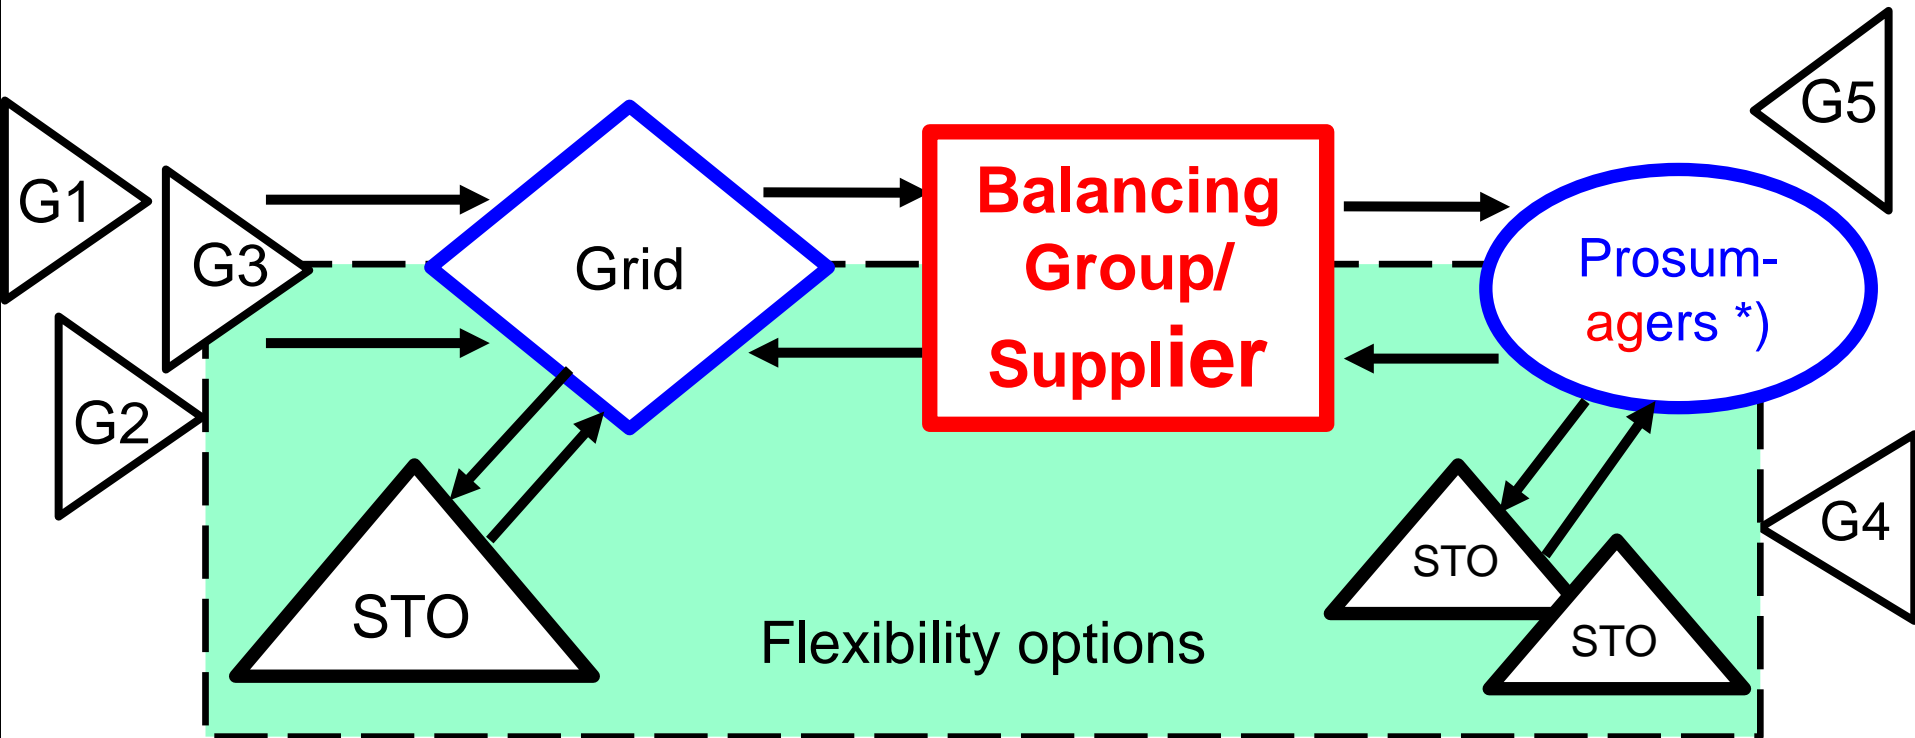 G1
G3
G2
Grid
Balancing
Group/
Supplier
Prosum-
agers *)
G5
G4
STO
STO
STO
Flexibility options